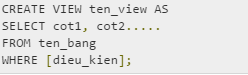 CREATE VIEW ten_view AS
SELECT cot1, cot2.....
FROM ten_bang
WHERE [dieu_kien];